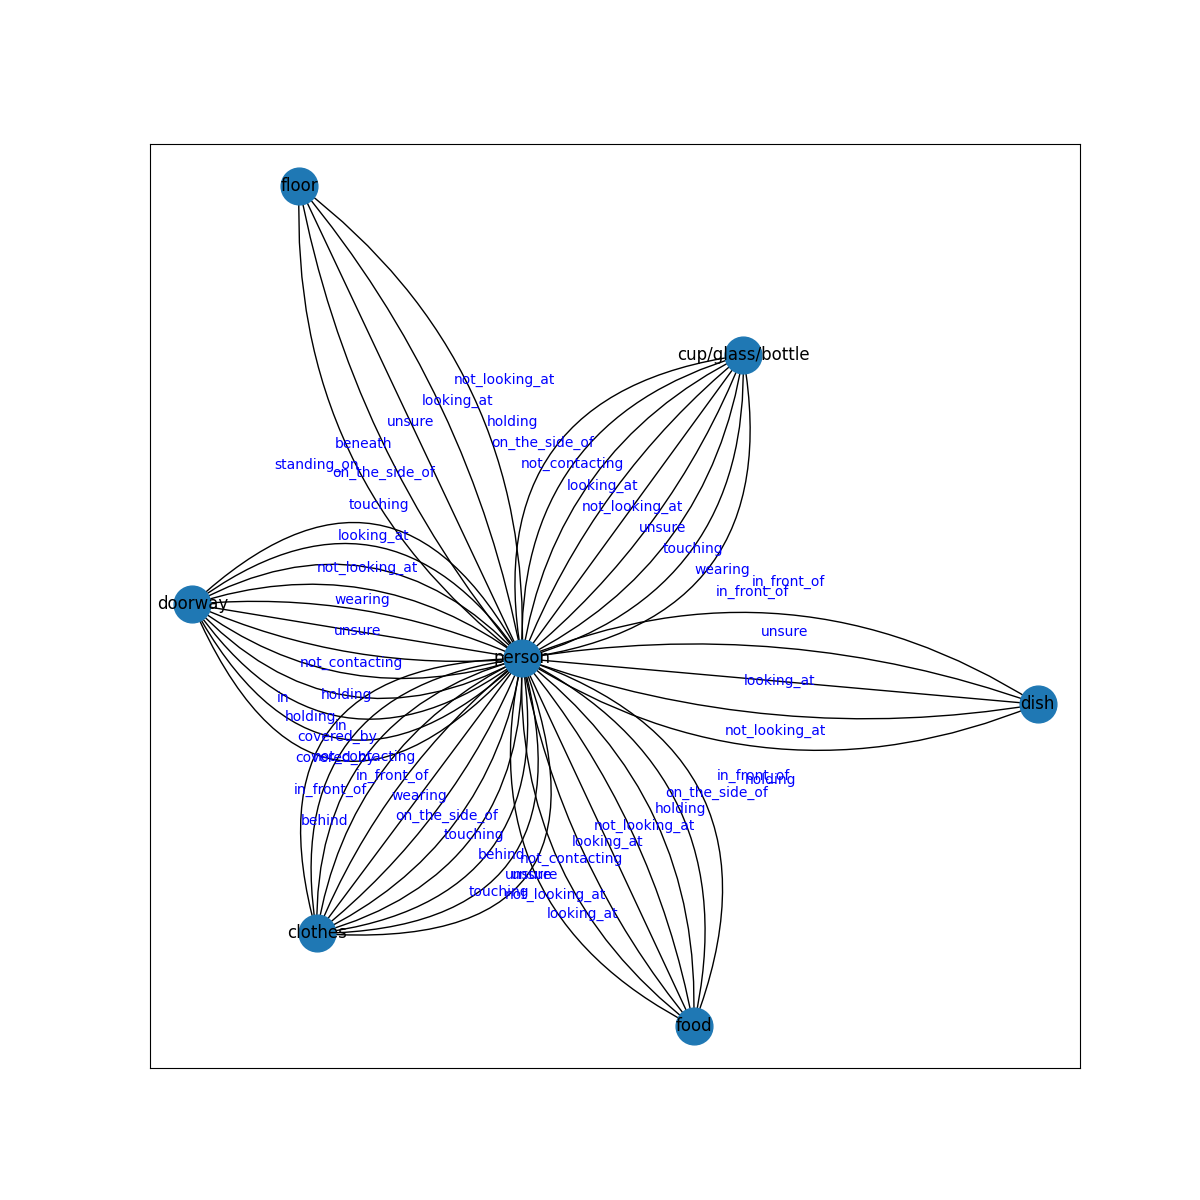 floor
cup/glass/bottle
not_looking_at
looking_at
unsure
holding
beneath
on_the_side_of
standing_on
on_the_side_of
not_contacting
touching
looking_at
not_looking_at
unsure
looking_at
touching
not_looking_at
wearing
in_front_of
in_front_of
doorway
wearing
unsure
unsure
person
not_contacting
looking_at
holding
in
dish
holding
in
not_looking_at
covered_by
covered_by
not_contacting
in_front_of
in_front_of
holding
in_front_of
wearing
on_the_side_of
holding
behind
on_the_side_of
not_looking_at
touching
looking_at
behind
not_contacting
unsure
unsure
touching
not_looking_at
looking_at
clothes
food